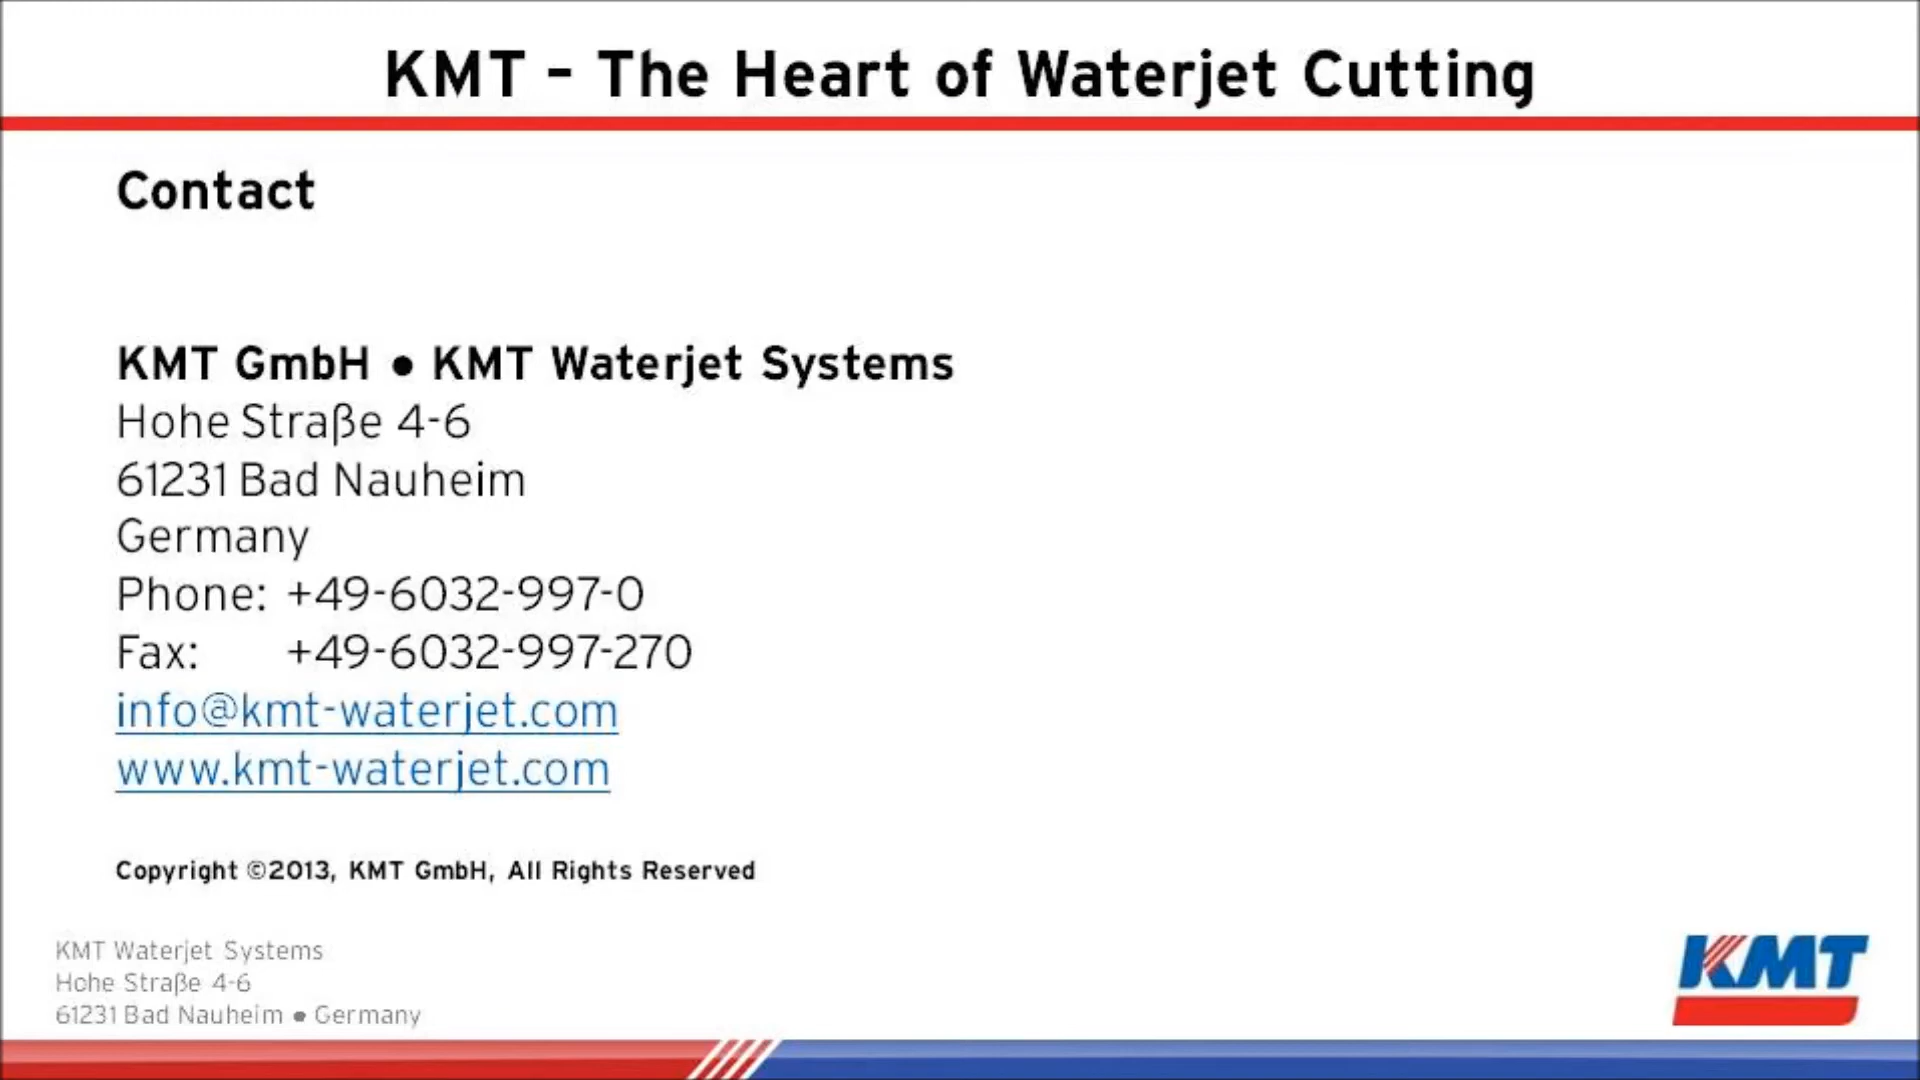 KMT – The Heart of Waterjet Cutting
Contact
KMT GmbH ● KMT Waterjet Systems
Hohe Straße 4-6
61231 Bad Nauheim
Germany
Phone: +49-6032-997-0
Fax: +49-6032-997-270
info@kmt-waterjet.com
www.kmt-waterjet.com
Copyright ©2013, KMT GmbH, All Rights Reserved
KMT Waterjet Systems
Hohe Straße 4-6
61231 Bad Nauheim ● Germany
KMT